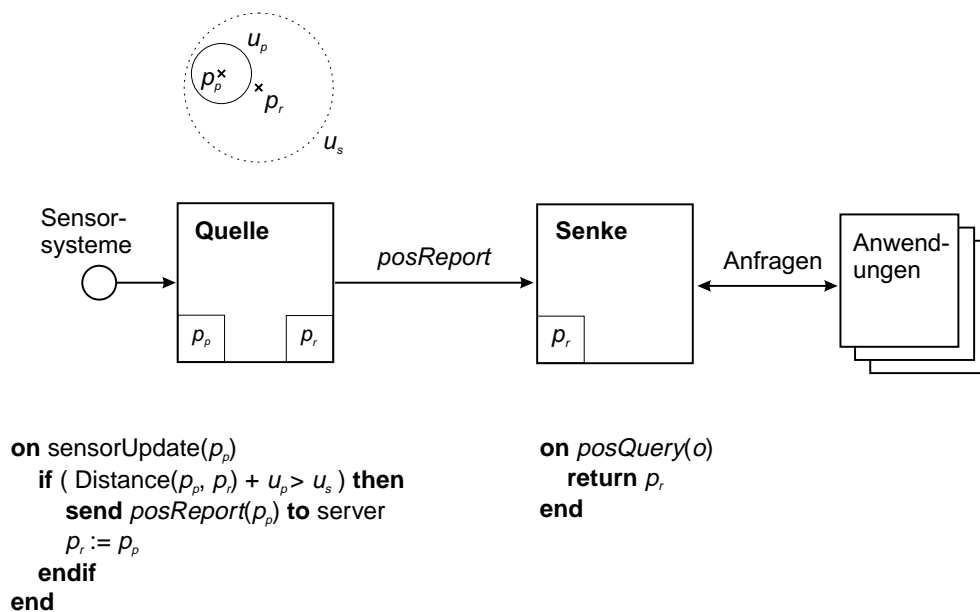 u_p
p_p
p_r
u_s
Sensor-
systeme
Quelle
p_p
p_r
posReport
Senke
p_r
Anfragen
Anwend-
ungen
on sensorUpdate(p_p)
if ( Distance(p_p, p_r) + u_p > u_s ) then
send posReport(p_p) to server
p_r := p_p
endif
end
on posQuery(o)
return p_r
end